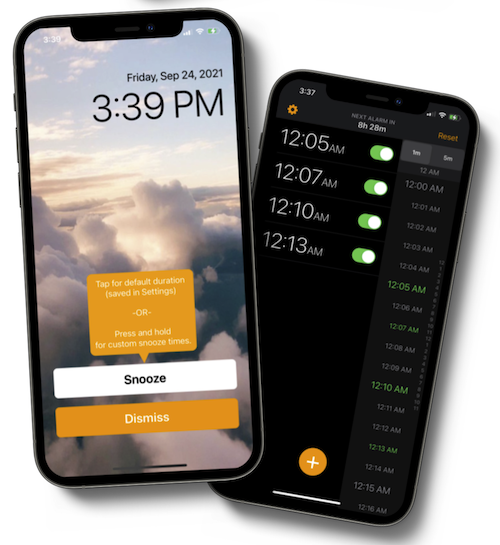 3:39
Friday, Sep 24, 2021
3:39 PM
Tap for default duration
(saved in Settings)
-OR-
Press and hold
for custom snooze times.
Snooze
Dismiss
3:37
NEXT ALARM IN
8h 28m
Reset
1m
5m
12:05AM
12:07AM
12:10AM
12:13AM
12 AM
12:00 AM
12:01 AM
12:02 AM
12:03 AM
12:04 AM
12:05 AM
12:06 AM
12:07 AM
12:08 AM
12:09 AM
12:10 AM
12:11 AM
12:12 AM
12:13 AM
12:14 AM
12:15 AM
12:16 AM